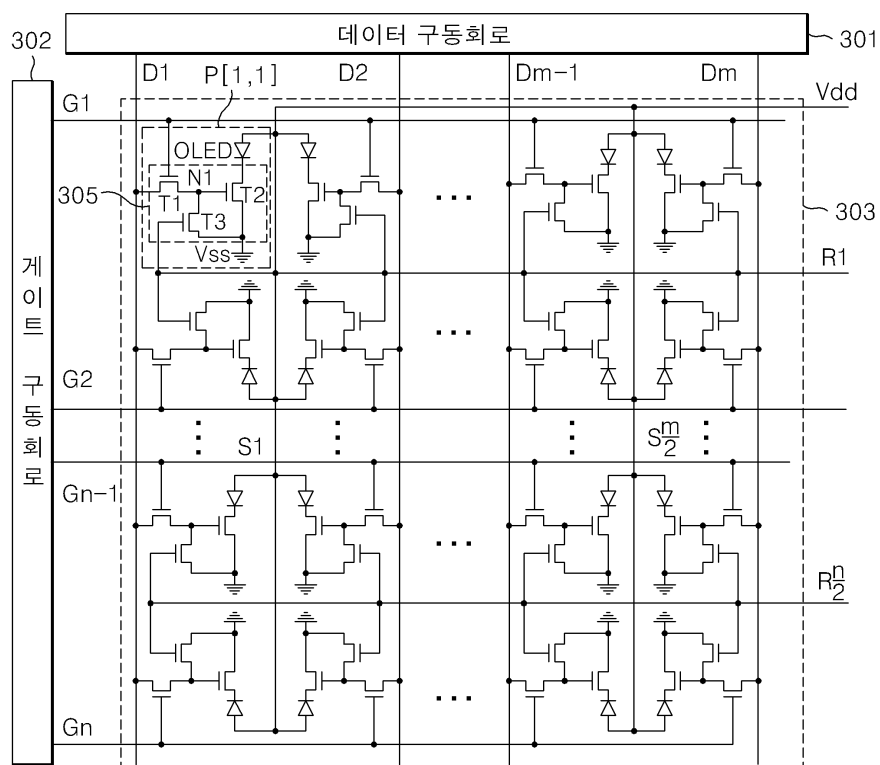 302
데이터 구동회로
301
D1
P[1,1]
D2
Dm-1
Dm
Vdd
G1
OLED
N1
305
T1
T2
T3
303
Vss
R1
게이트 구동회로
...
...
G2
S1
S m/2
Gn-1
...
R n/2
...
Gn